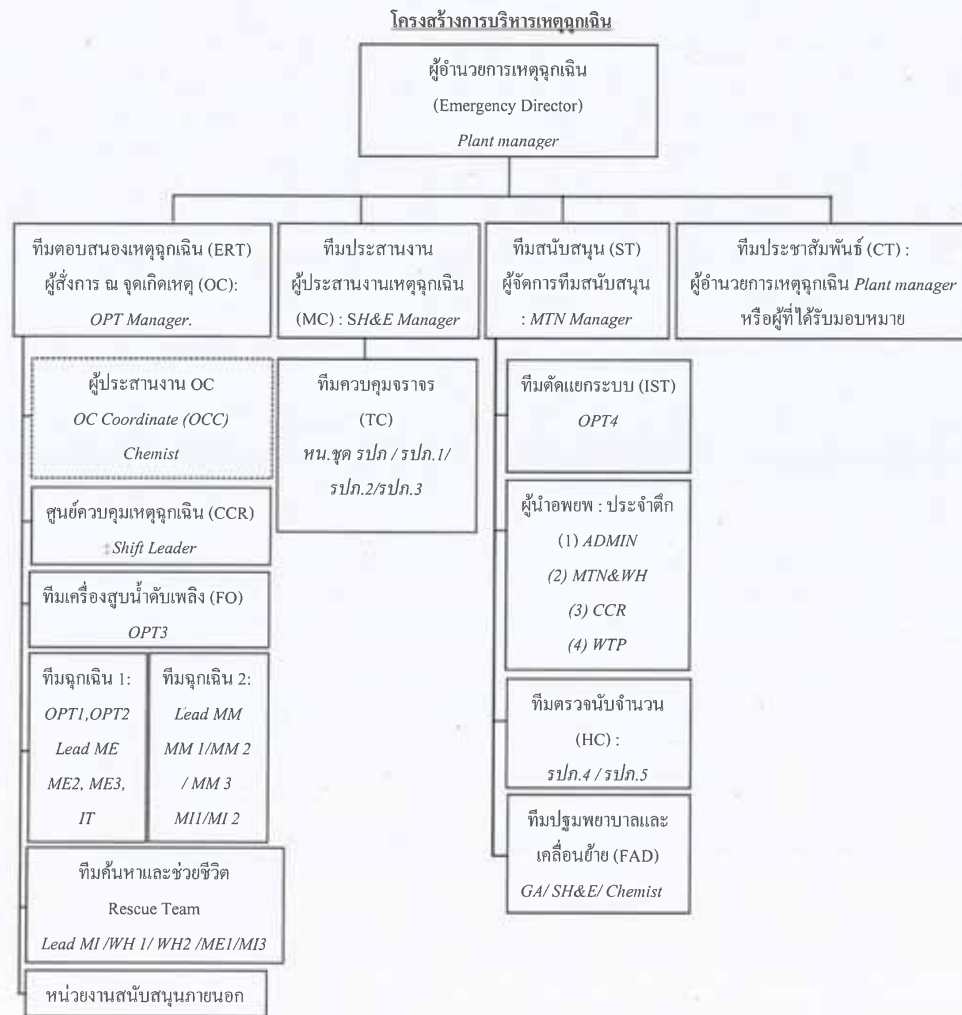 โครงสร้างการบริหารเหตุฉุกเฉิน
ผู้อำนวยการเหตุฉุกเฉิน
(Emergency Director)
Plant manager
ทีมตอบสนองเหตุฉุกเฉิน (ERT)
ผู้สั่งการ ณ จุดเกิดเหตุ (OC):
OPT Manager.
ทีมประสานงาน
ผู้ประสานงานเหตุฉุกเฉิน
(MC) : SH&E Manager
ทีมสนับสนุน (ST)
ผู้จัดการทีมสนับสนุน
: MTN Manager
ทีมประชาสัมพันธ์ (CT) :
ผู้อำนวยการเหตุฉุกเฉิน Plant manager
หรือผู้ที่ได้รับมอบหมาย
ผู้ประสานงาน OC
OC Coordinate (OCC)
Chemist
ศูนย์ควบคุมเหตุฉุกเฉิน (CCR)
: Shift Leader
ทีมเครื่องสูบน้ำดับเพลิง (FO)
OPT3
ทีมฉุกเฉิน 1:
OPT1,OPT2
Lead ME
ME2, ME3,
IT
ทีมฉุกเฉิน 2:
Lead MM
MM 1/MM 2
/ MM 3
MI1/MI 2
ทีมค้นหาและช่วยชีวิต
Rescue Team
Lead MI /WH 1/ WH2 /ME1/MI3
หน่วยงานสนับสนุนภายนอก
ทีมควบคุมจราจร
(TC)
หน.ชุด รปภ / รปภ.1/
รปภ.2/รปภ.3
ทีมตัดแยกระบบ (IST)
OPT4
ผู้นำอพยพ : ประจำตึก
(1) ADMIN
(2) MTN&WH
(3) CCR
(4) WTP
ทีมตรวจนับจำนวน
(HC) :
รปภ.4 / รปภ.5
ทีมปฐมพยาบาลและ
เคลื่อนย้าย (FAD)
GA/ SH&E/ Chemist